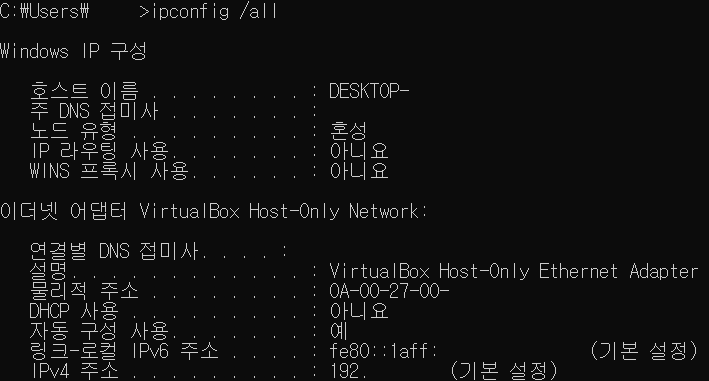 C:₩Users₩     >ipconfig /all
Windows IP 구성
호스트 이름 . . . . . . . . : DESKTOP-
주 DNS 접미사 . . . . . . . :
노드 유형 . . . . . . . . . : 혼성
IP 라우팅 사용. . . . . . . : 아니요
WINS 프록시 사용. . . . . . : 아니요
이더넷 어댑터 VirtualBox Host-Only Network:
연결별 DNS 접미사. . . . :
설명. . . . . . . . . . . . : VirtualBox Host-Only Ethernet Adapter
물리적 주소 . . . . . . . . : 0A-00-27-00-
DHCP 사용 . . . . . . . . . : 아니요
자동 구성 사용. . . . . . . : 예
링크-로컬 IPv6 주소 . . . . : fe80::1aff:     (기본 설정)
IPv4 주소 . . . . . . . . . : 192.     (기본 설정)